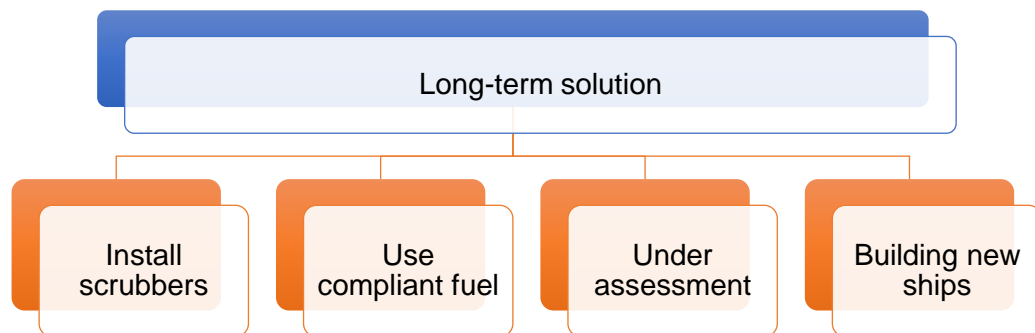 Long-term solution
Install
scrubbers
Use
compliant fuel
Under
assessment
Building new
ships